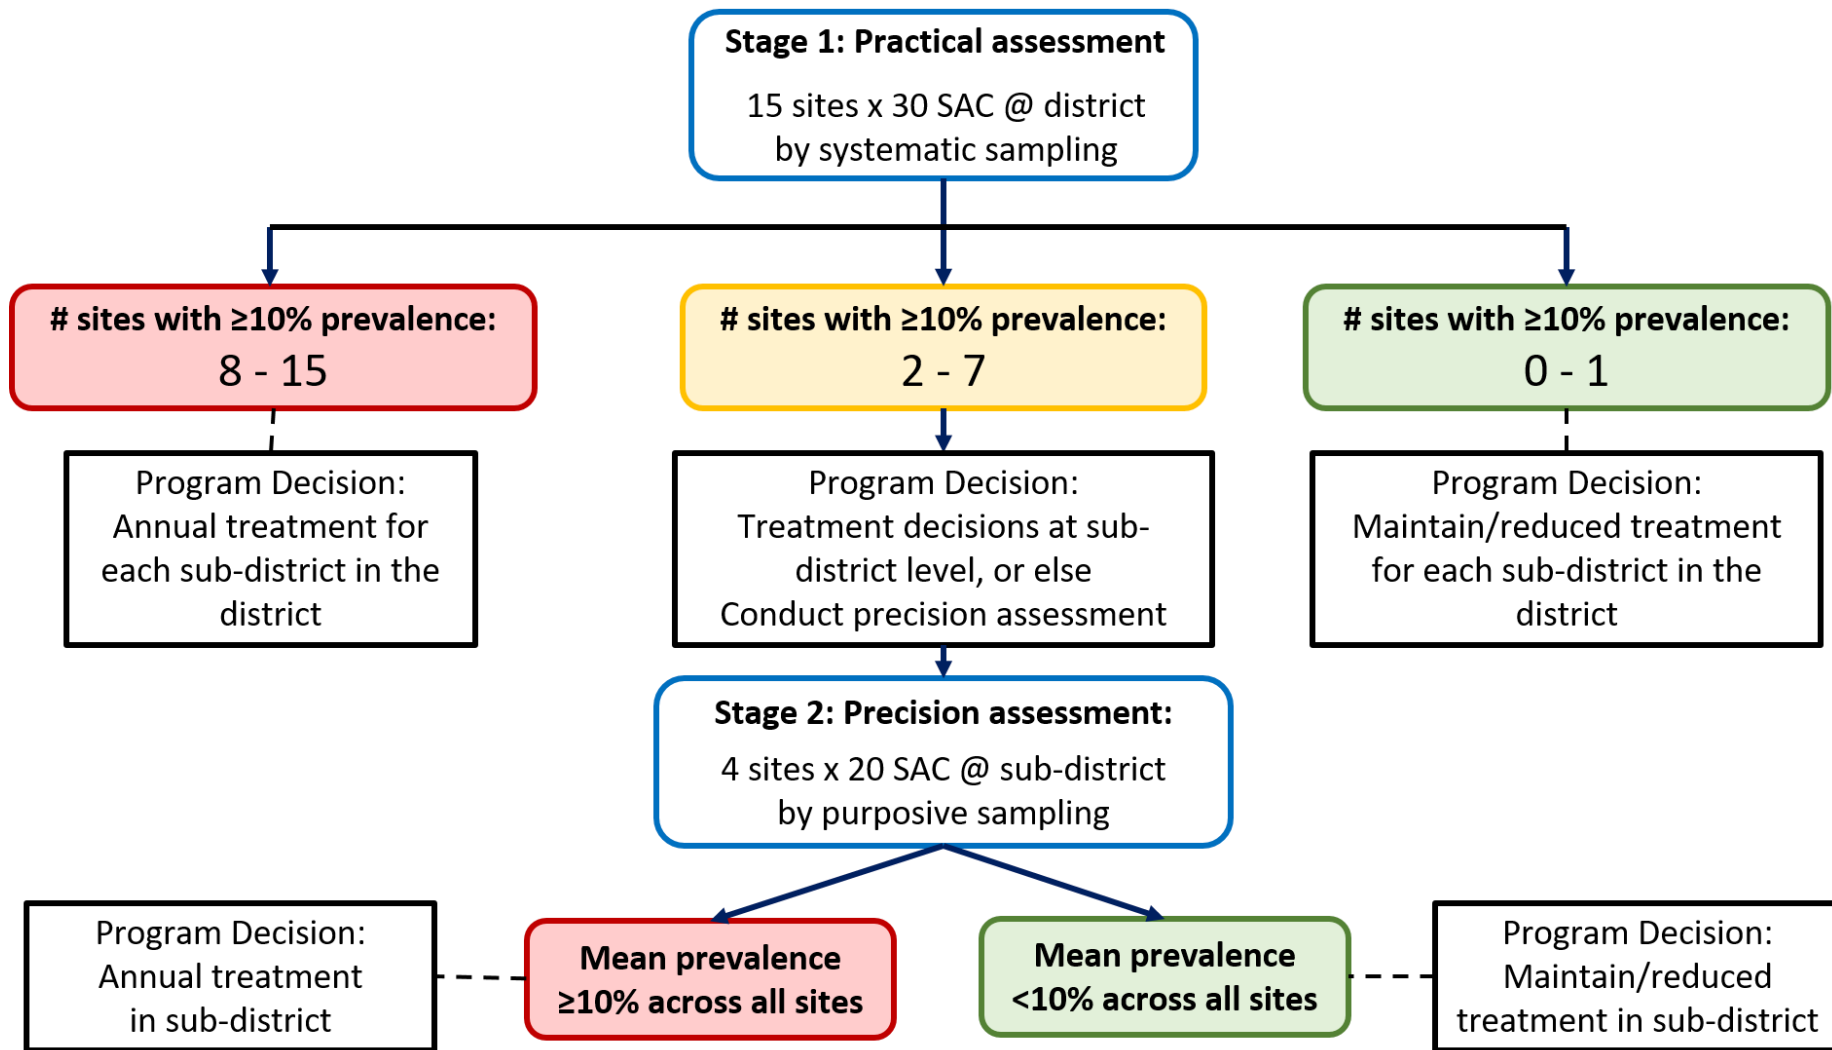 Stage 1: Practical assessment
15 sites x 30 SAC @ district
by systematic sampling
# sites with ≥10% prevalence:
8 - 15
# sites with ≥10% prevalence:
2 - 7
# sites with ≥10% prevalence:
0 - 1
Program Decision:
Annual treatment for
each sub-district in the
district
Program Decision:
Treatment decisions at sub-
district level, or else
Conduct precision assessment
Program Decision:
Maintain/reduced treatment
for each sub-district in the
district
Stage 2: Precision assessment:
4 sites x 20 SAC @ sub-district
by purposive sampling
Program Decision:
Annual treatment
in sub-district
Mean prevalence
≥10% across all sites
Mean prevalence
<10% across all sites
Program Decision:
Maintain/reduced
treatment in sub-district